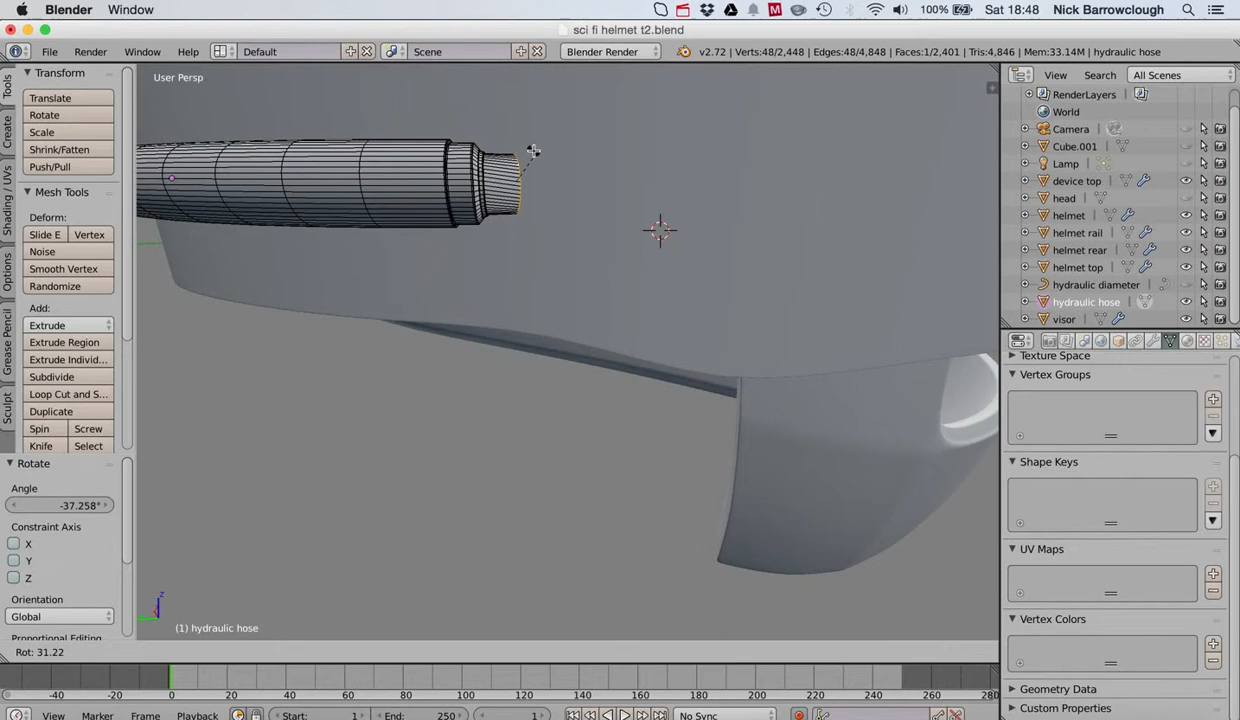 Blender Window 100% Sat 18:48 Nick Barrowclough
sci fi helmet t2.blend
File Render Window Help Default Scene Blender Render v2.72 | Verts:48/2,448 | Edges:48/4,848 | Faces:1/2,401 | Tris:4,846 | Mem:33.14M | hydraulic hose
Transform
Translate
Rotate
Scale
Shrink/Fatten
Push/Pull
Mesh Tools
Deform:
Slide E Vertex
Noise
Smooth Vertex
Randomize
Add:
Extrude
Extrude Region
Extrude Individ...
Subdivide
Loop Cut and S...
Duplicate
Spin Screw
Knife Select
Tools
Create
Shading / UVs
Options
Grease Pencil
Sculpt
Rotate
Angle
-37.258°
Constraint Axis
X
Y
Z
Orientation
Global
Proportional Editing
User Persp
z
(1) hydraulic hose
Rot: 31.22
View Search All Scenes
RenderLayers
World
Camera
Cube.001
Lamp
device top
head
helmet
helmet rail
helmet rear
helmet top
hydraulic diameter
hydraulic hose
visor
Texture Space
Vertex Groups
Shape Keys
UV Maps
Vertex Colors
Geometry Data
Custom Properties
-40 -20 0 20 40 60 80 100 120 140 160 180 200 220 240 260 280
View Marker Frame Playback Start: 1 End: 250 1 No Sync